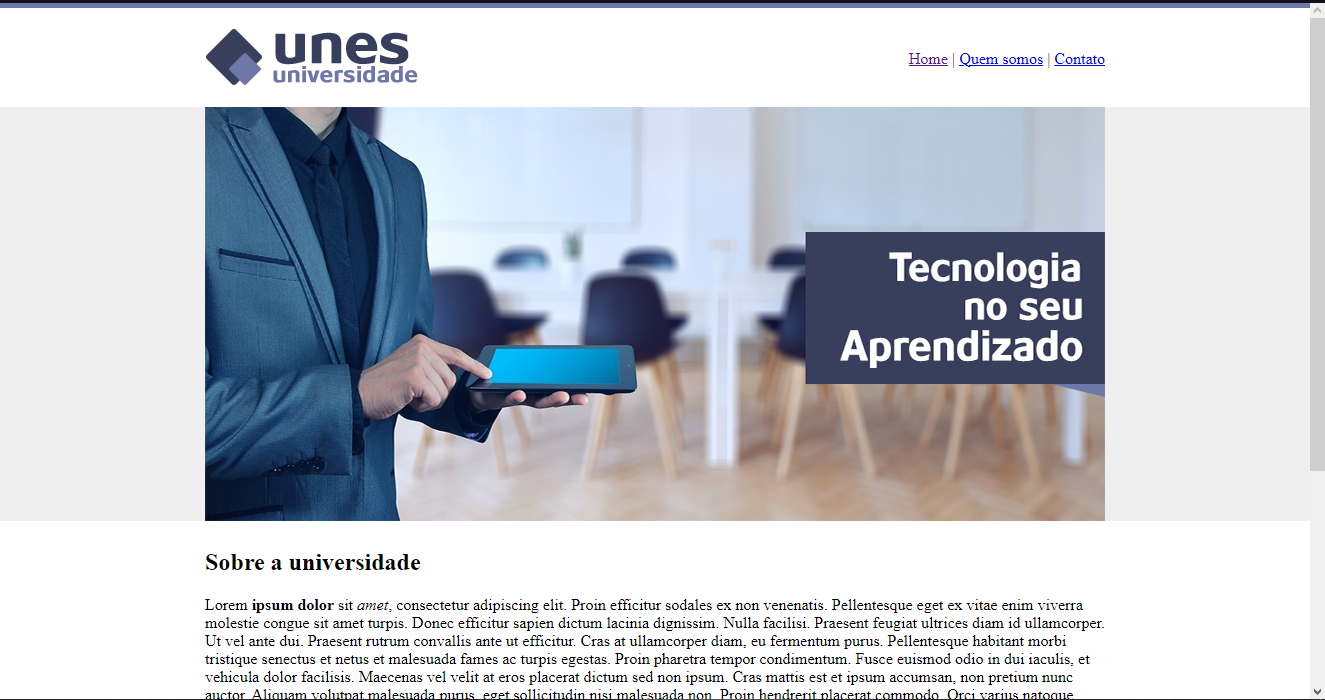 unes
universidade
Home | Quem somos | Contato
Tecnologia
no seu
Aprendizado
Sobre a universidade
Lorem ipsum dolor sit amet, consectetur adipiscing elit. Proin efficitur sodales ex non venenatis. Pellentesque eget ex vitae enim viverra
molestie congue sit amet turpis. Donec efficitur sapien dictum lacinia dignissim. Nulla facilisi. Praesent feugiat ultrices diam id ullamcorper.
Ut vel ante dui. Praesent rutrum convallis ante ut efficitur. Cras at ullamcorper diam, eu fermentum purus. Pellentesque habitant morbi
tristique senectus et netus et malesuada fames ac turpis egestas. Proin pharetra tempor condimentum. Fusce euismod odio in dui iaculis, et
vehicula dolor facilisis. Maecenas vel velit at eros placerat dictum sed non ipsum. Cras mattis est et ipsum accumsan, non pretium nunc
auctor. Aliquam volutpat malesuada purus, eget sollicitudin nisi malesuada non. Proin hendrerit placerat commodo. Orci varius natoque